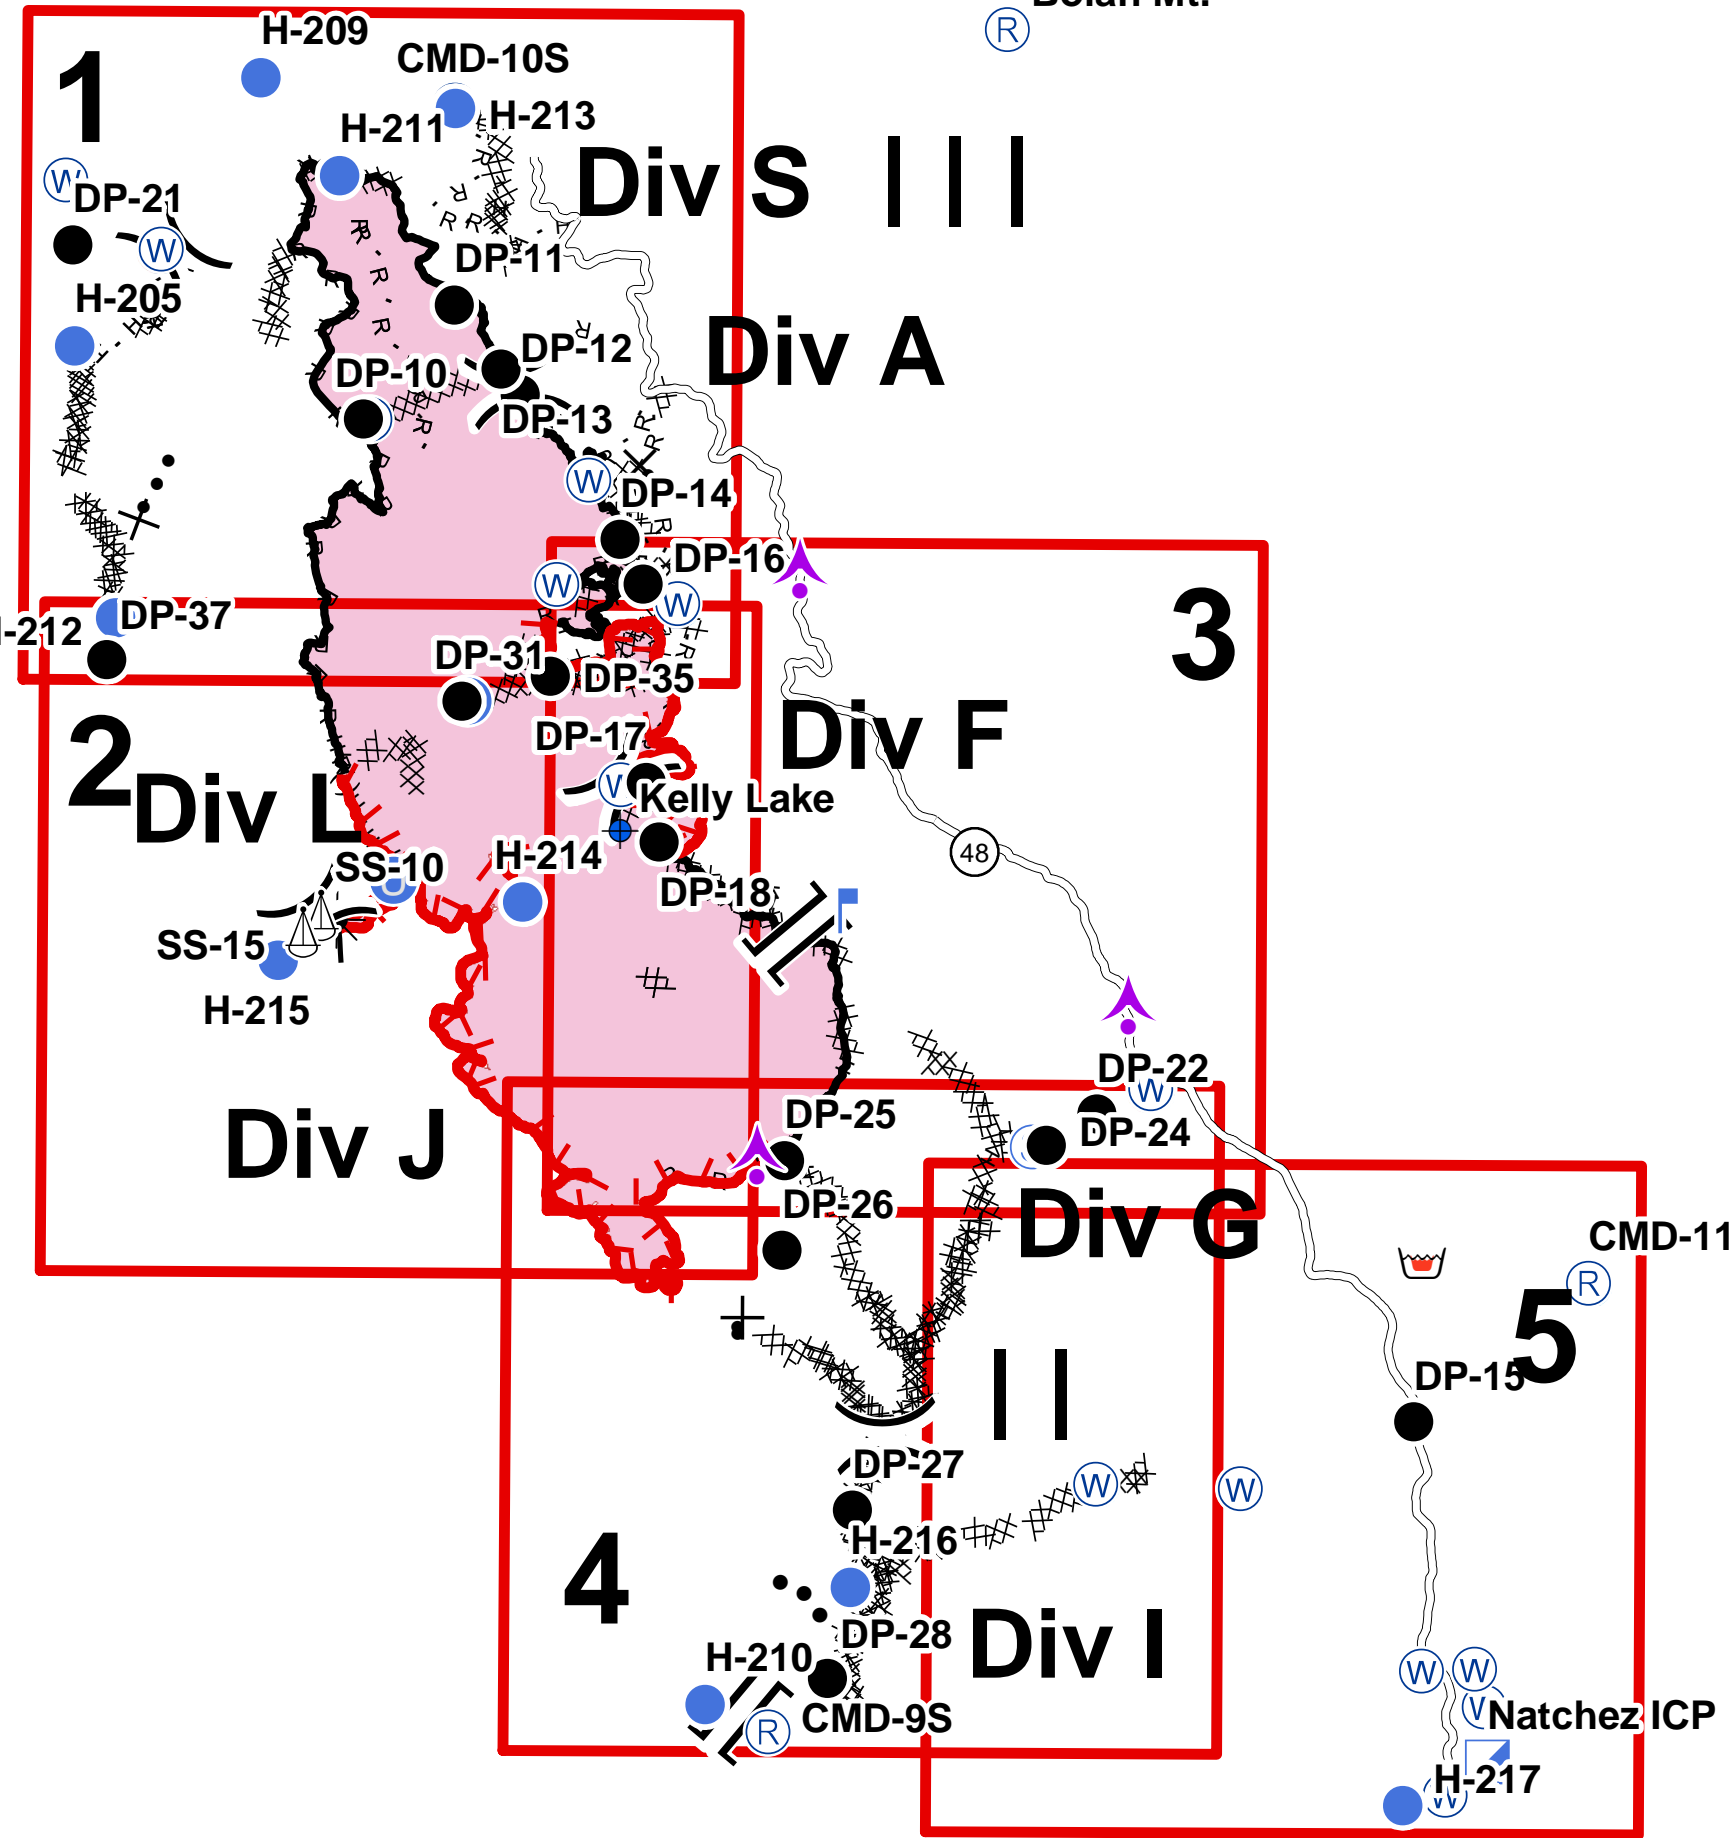 Bolan Mt.
R
H-209
CMD-10S
1
H-211
H-213
Div S III
W
DP-21
W
DP-11
H-205
DP-12
Div A
DP-10
DP-13
W
DP-14
DP-16
W
W
3
DP-37
-212
DP-31
DP-35
2
DP-17
Div F
Div L
W
Kelly Lake
48
SS-10
H-214
DP-18
SS-15
H-215
DP-22
W
Div J
DP-25
DP-24
DP-26
Div G
CMD-11
R
5
II
DP-15
DP-27
W
W
H-216
4
DP-28
Div I
H-210
W
W
CMD-9S
R
W
Natchez ICP
H-217
W